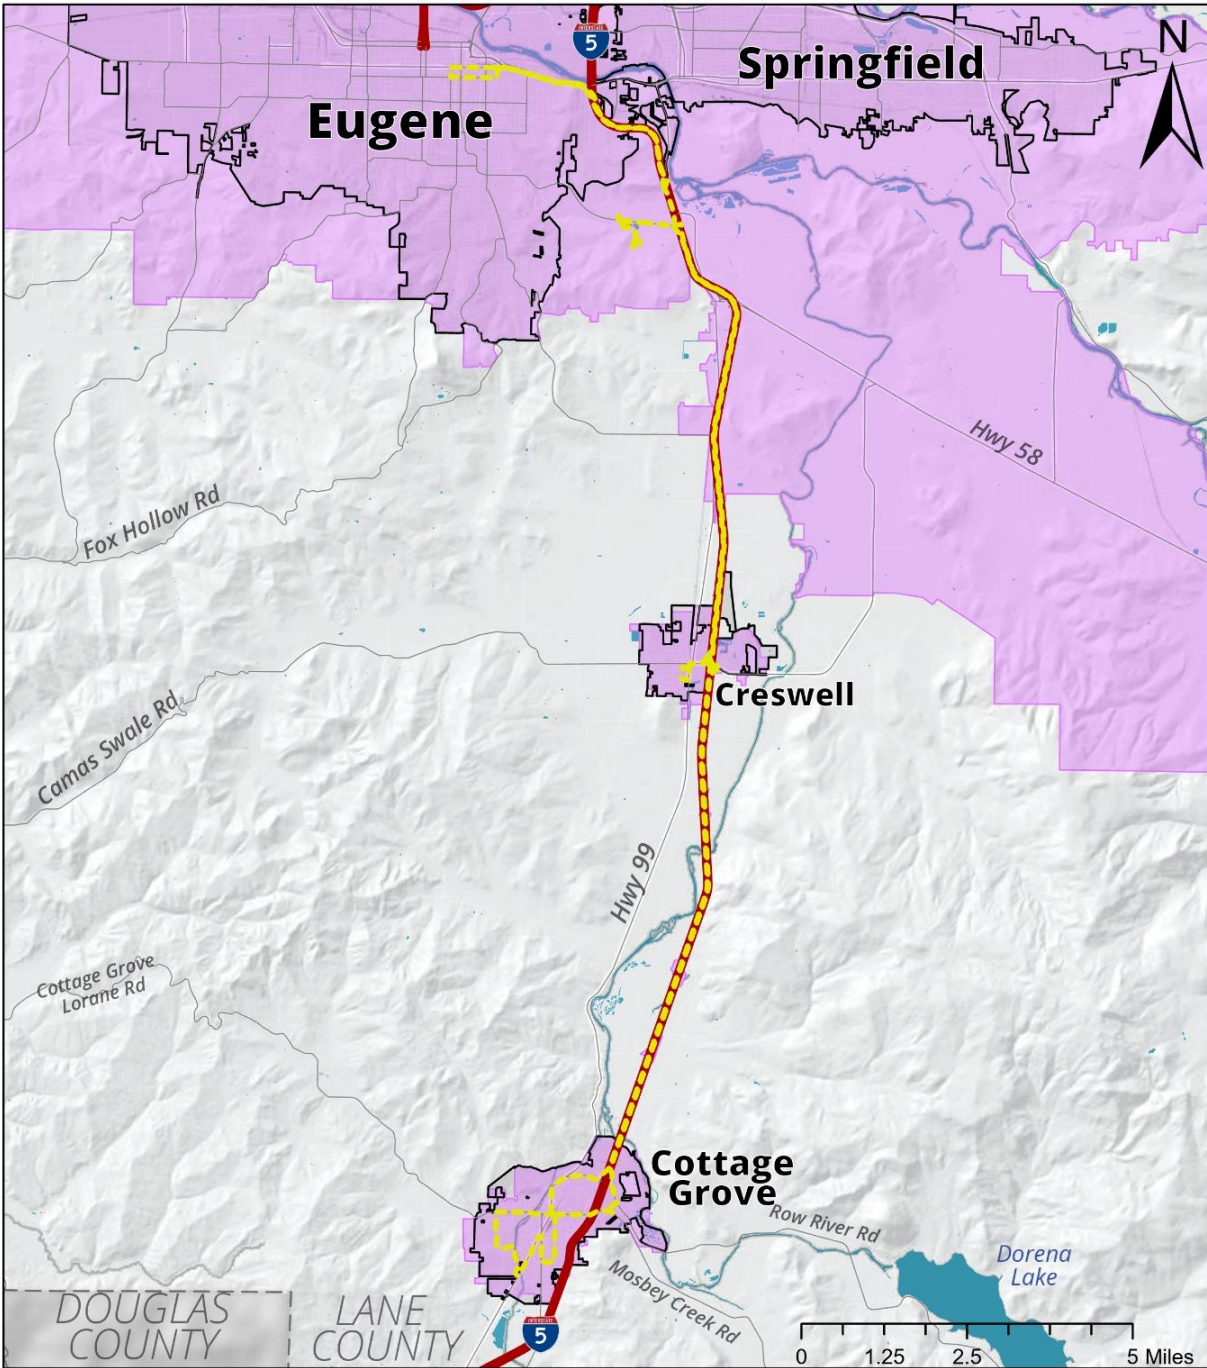 N
INTERSTATE
5
Springfield
Eugene
Hwy 58
Fox Hollow Rd
Creswell
Camas Swale Rd
Hwy 99
Cottage Grove
Lorane Rd
Cottage
Grove
Row River Rd
Dorena
Lake
Mosbey Creek Rd
DOUGLAS
COUNTY
LANE
COUNTY
INTERSTATE
5
0 1.25 2.5 5 Miles